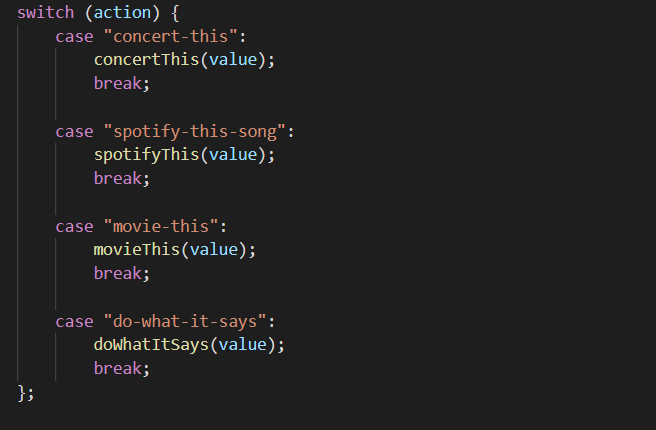 switch (action) {
    case "concert-this":
        concertThis(value);
        break;

    case "spotify-this-song":
        spotifyThis(value);
        break;

    case "movie-this":
        movieThis(value);
        break;

    case "do-what-it-says":
        doWhatItSays(value);
        break;
};